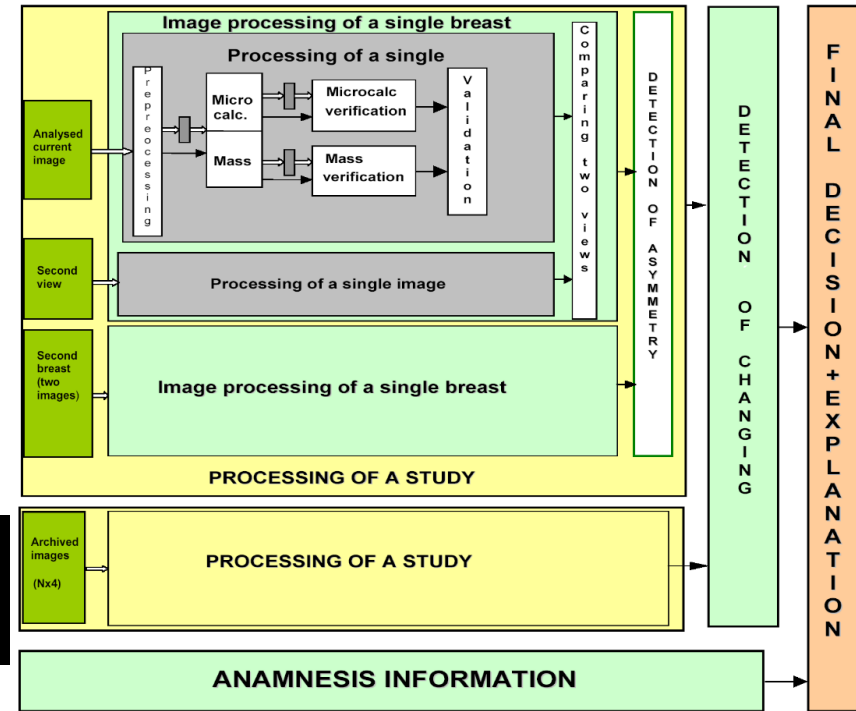 Image processing of a single breast
Processing of a single
Analysed
current
image
Prepreocessing
Micro
calc.
Mass
Microcalc
verification
Mass
verification
Validation
Comparing two views
DETECTION OF ASYMMETRY
DETECTION OF CHANGING
FINAL DECISION+EXPLANATION
Second
view
Processing of a single image
Second
breast
(two
images)
Image processing of a single breast
PROCESSING OF A STUDY
Archived
images
(Nx4)
PROCESSING OF A STUDY
ANAMNESIS INFORMATION